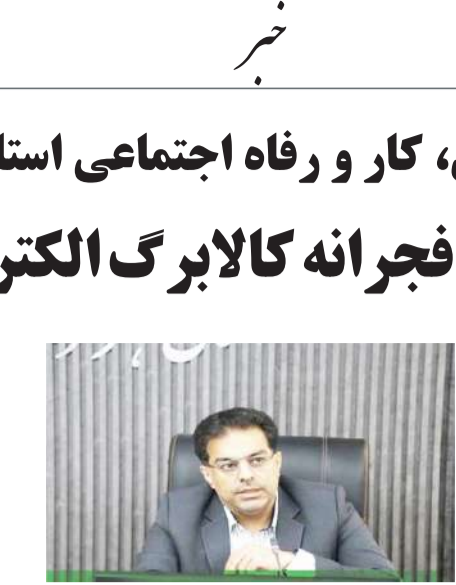 خبر
، کار و رفاه اجتماعی استا
فجرانه کالابرگ الکتر